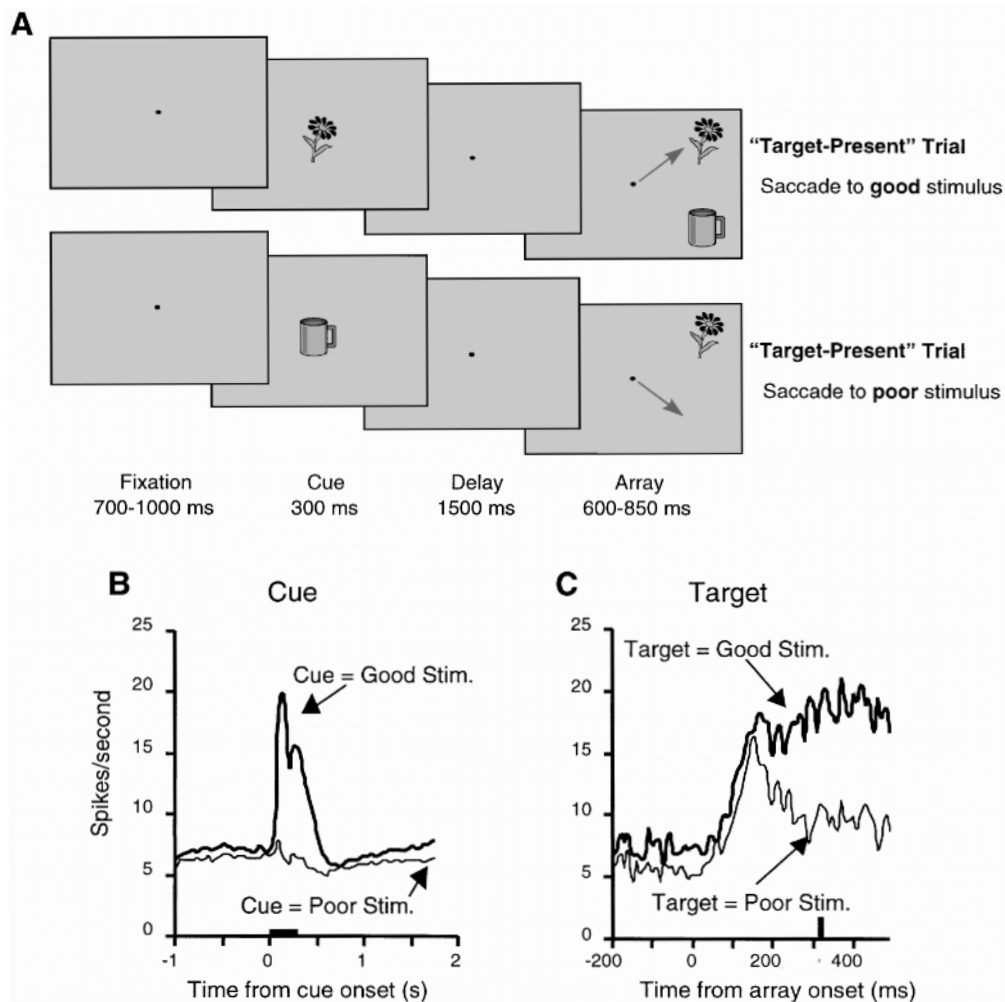 A
"Target-Present" Trial
Saccade to good stimulus
"Target-Present" Trial
Saccade to poor stimulus
Fixation Cue Delay Array
700-1000 ms 300 ms 1500 ms 600-850 ms
B Cue
25
20
15
10
5
0
Spikes/second
Cue = Good Stim.
Cue = Poor Stim.
-1 0 1 2
Time from cue onset (s)
C Target
25
20
15
10
5
0
Target = Good Stim.
Target = Poor Stim.
-200 0 200 400
Time from array onset (ms)